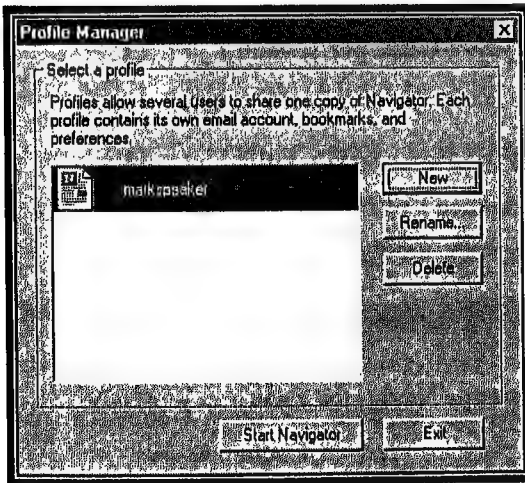 Profile Manager
Select a profile
Profiles allow several users to share one copy of Navigator. Each
profile contains its own email account, bookmarks, and
preferences.
New
Rename...
Delete
Start Navigator
Exit